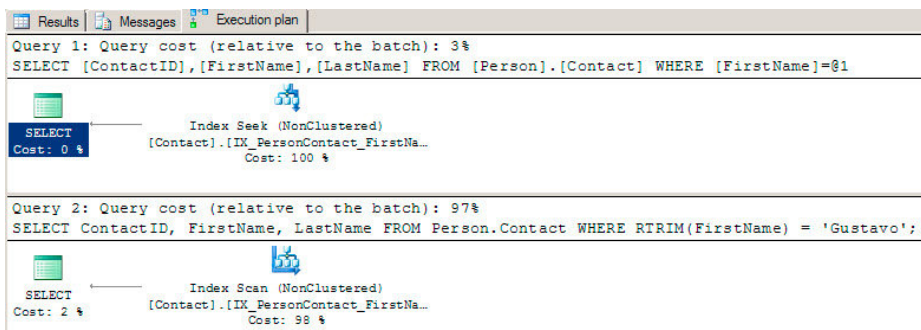 Results Messages Execution plan
Query 1: Query cost (relative to the batch): 3%
SELECT [ContactID],[FirstName],[LastName] FROM [Person].[Contact] WHERE [FirstName]=@1
SELECT
Cost: 0 %
Index Seek (NonClustered)
[Contact].[IX_PersonContact_FirstNa…
Cost: 100 %
Query 2: Query cost (relative to the batch): 97%
SELECT ContactID, FirstName, LastName FROM Person.Contact WHERE RTRIM(FirstName) = 'Gustavo';
SELECT
Cost: 2 %
Index Scan (NonClustered)
[Contact].[IX_PersonContact_FirstNa…
Cost: 98 %